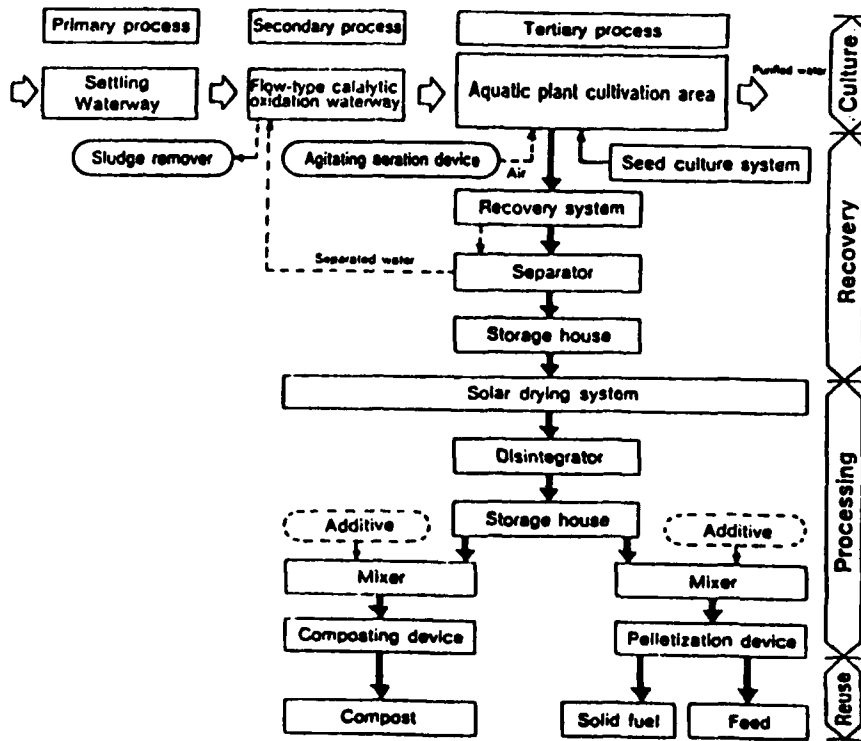 Primary process
Secondary process
Tertiary process
Settling
Waterway
Flow-type calalytic
oxidation waterway
Aquatic plant cultivation area
Purified water
Culture
Sludge remover
Agitating aeration device
Air
Seed culture system
Recovery system
Separated water
Separator
Storage house
Recovery
Solar drying system
Disintegrator
Storage house
Additive
Additive
Mixer
Mixer
Composting device
Pelletization device
Processing
Compost
Solid fuel
Feed
Reuse